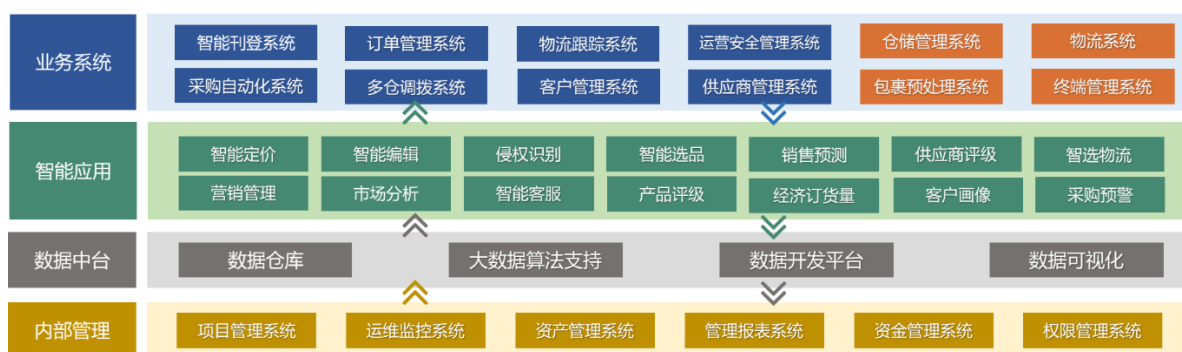 业务系统
智能刊登系统 订单管理系统 物流跟踪系统 运营安全管理系统 仓储管理系统 物流系统
采购自动化系统 多仓调拨系统 客户管理系统 供应商管理系统 包裹预处理系统 终端管理系统
智能应用
智能定价 智能编辑 侵权识别 智能选品 销售预测 供应商评级 智选物流
营销管理 市场分析 智能客服 产品评级 经济订货量 客户画像 采购预警
数据中台
数据仓库 大数据算法支持 数据开发平台 数据可视化
内部管理
项目管理系统 运维监控系统 资产管理系统 管理报表系统 资金管理系统 权限管理系统